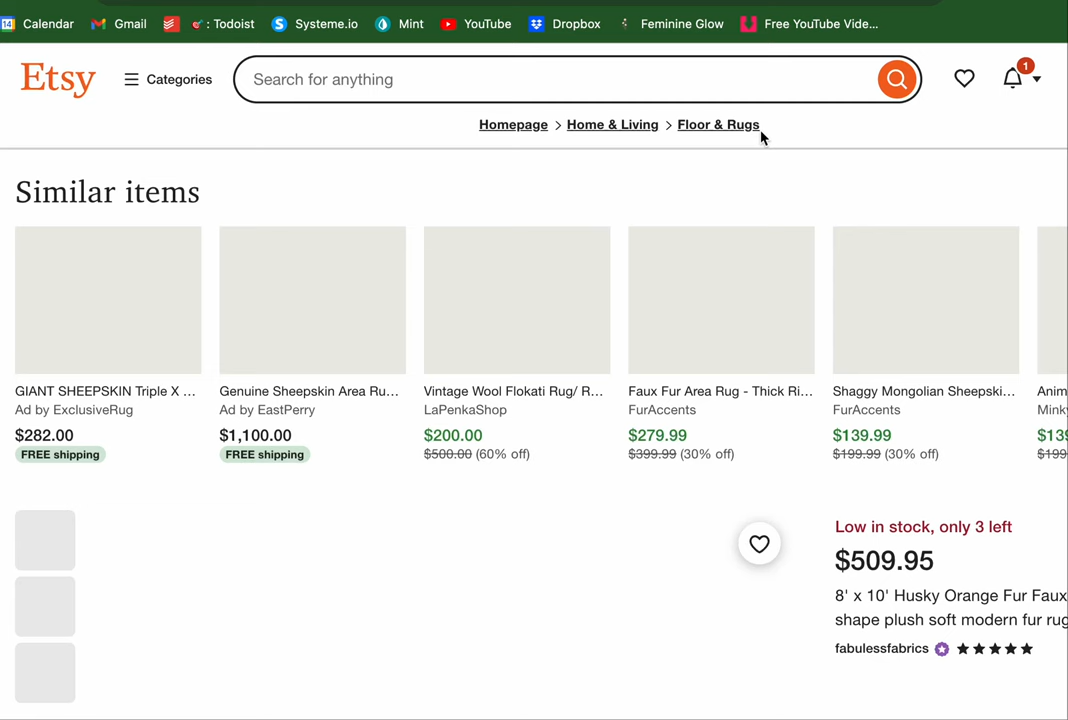 14 Calendar Gmail : Todoist Systeme.io Mint YouTube Dropbox Feminine Glow Free YouTube Vide...
Etsy Categories Search for anything 1
Homepage > Home & Living > Floor & Rugs
Similar items
GIANT SHEEPSKIN Triple X ... Genuine Sheepskin Area Ru... Vintage Wool Flokati Rug/ R... Faux Fur Area Rug - Thick Ri... Shaggy Mongolian Sheepski... Anim
Ad by ExclusiveRug Ad by EastPerry LaPenkaShop FurAccents FurAccents Minky
$282.00 $1,100.00 $200.00 $279.99 $139.99 $139
FREE shipping FREE shipping $500.00 (60% off) $399.99 (30% off) $199.99 (30% off) $199
Low in stock, only 3 left
$509.95
8' x 10' Husky Orange Fur Faux
shape plush soft modern fur rug
fabulessfabrics